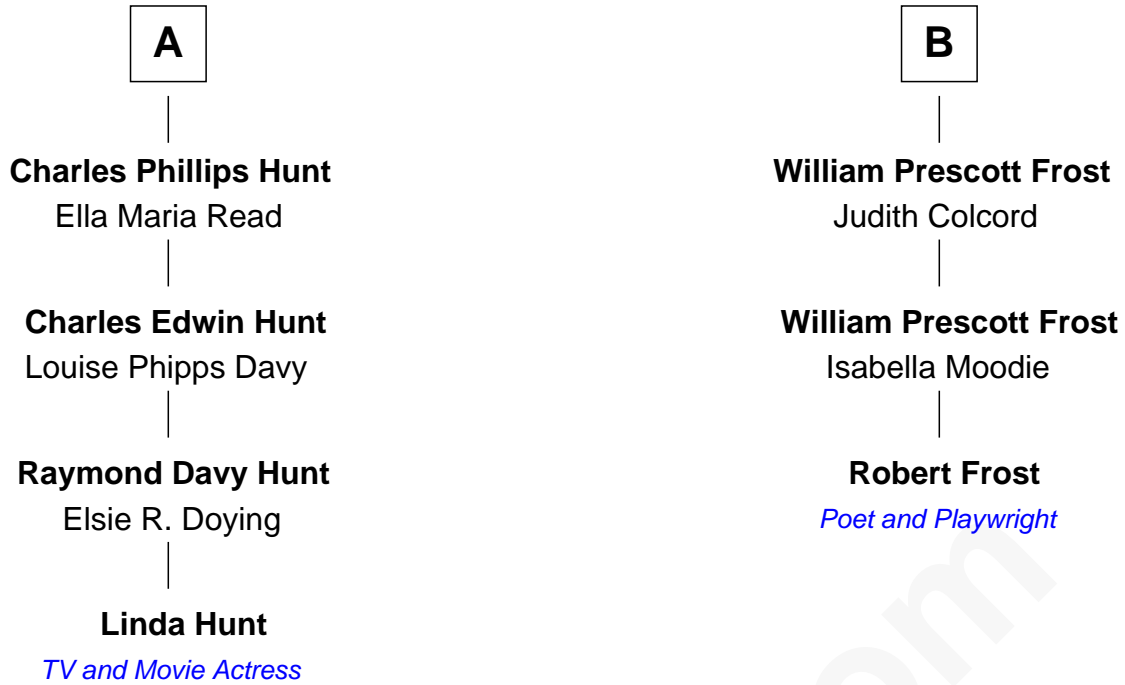 A
Charles Phillips Hunt
Ella Maria Read
Charles Edwin Hunt
Louise Phipps Davy
Raymond Davy Hunt
Elsie R. Doying
Linda Hunt
TV and Movie Actress
B
William Prescott Frost
Judith Colcord
William Prescott Frost
Isabella Moodie
Robert Frost
Poet and Playwright
om